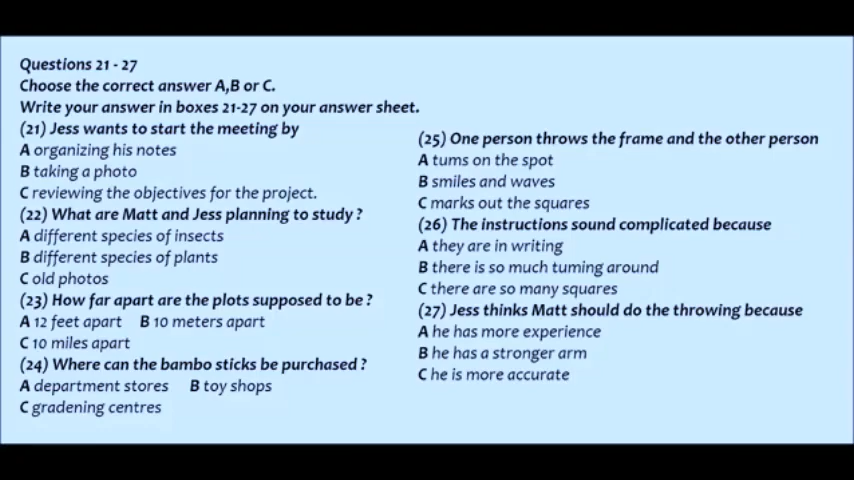 Questions 21 - 27
Choose the correct answer A,B or C.
Write your answer in boxes 21-27 on your answer sheet.
(21) Jess wants to start the meeting by
A organizing his notes
B taking a photo
C reviewing the objectives for the project.
(22) What are Matt and Jess planning to study ?
A different species of insects
B different species of plants
C old photos
(23) How far apart are the plots supposed to be ?
A 12 feet apart B 10 meters apart
C 10 miles apart
(24) Where can the bambo sticks be purchased ?
A department stores B toy shops
C gradening centres
(25) One person throws the frame and the other person
A tums on the spot
B smiles and waves
C marks out the squares
(26) The instructions sound complicated because
A they are in writing
B there is so much tuming around
C there are so many squares
(27) Jess thinks Matt should do the throwing because
A he has more experience
B he has a stronger arm
C he is more accurate